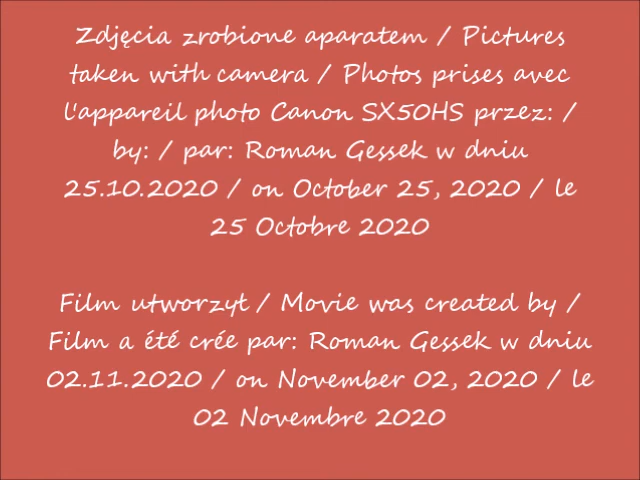 Zdjęcia zrobione aparatem / Pictures
taken with camera / Photos prises avec
l'appareil photo Canon SX50HS przez: /
by: / par: Roman Gessek w dniu
25.10.2020 / on October 25, 2020 / le
25 Octobre 2020
Film utworzył / Movie was created by /
Film a été crée par: Roman Gessek w dniu
02.11.2020 / on November 02, 2020 / le
02 Novembre 2020